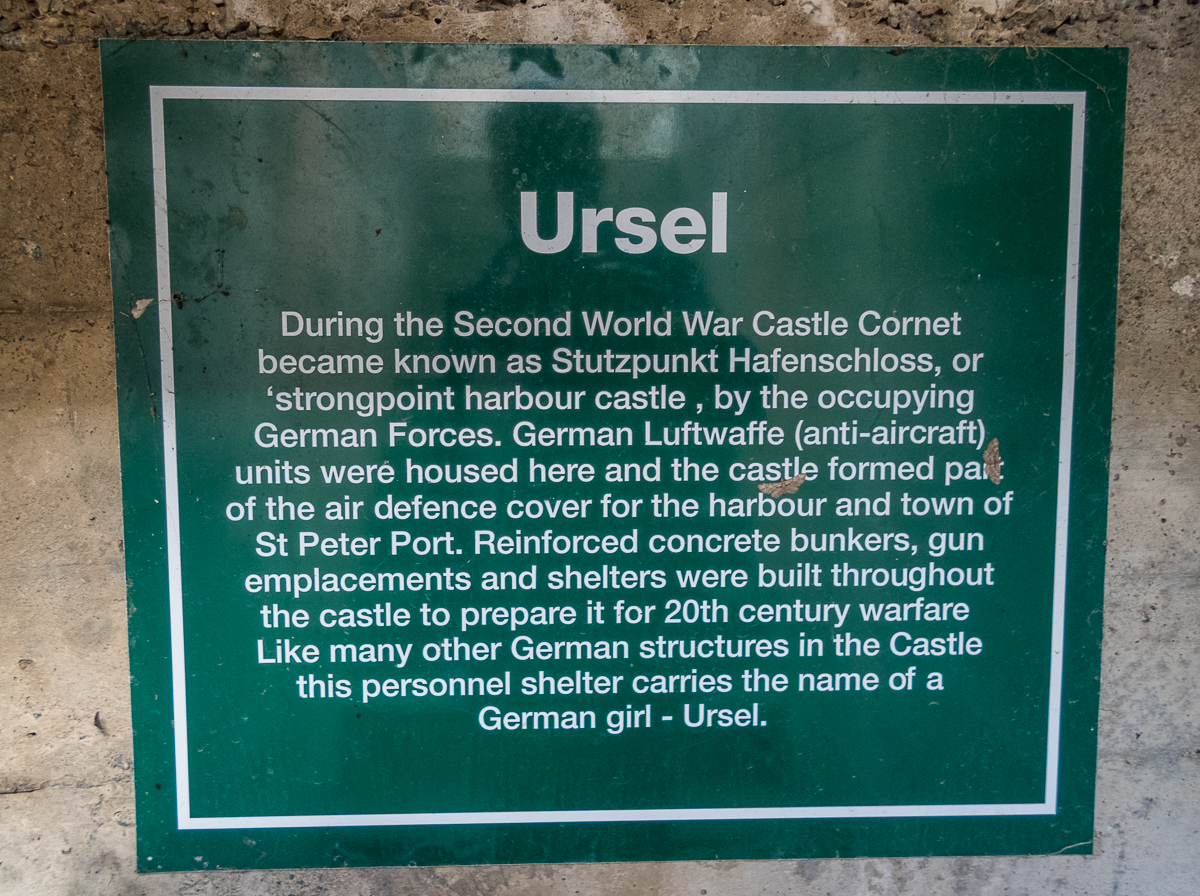 Ursel
During the Second World War Castle Cornet
became known as Stutzpunkt Hafenschloss, or
‘strongpoint harbour castle , by the occupying
German Forces. German Luftwaffe (anti-aircraft)
units were housed here and the castle formed part
of the air defence cover for the harbour and town of
St Peter Port. Reinforced concrete bunkers, gun
emplacements and shelters were built throughout
the castle to prepare it for 20th century warfare
Like many other German structures in the Castle
this personnel shelter carries the name of a
German girl - Ursel.